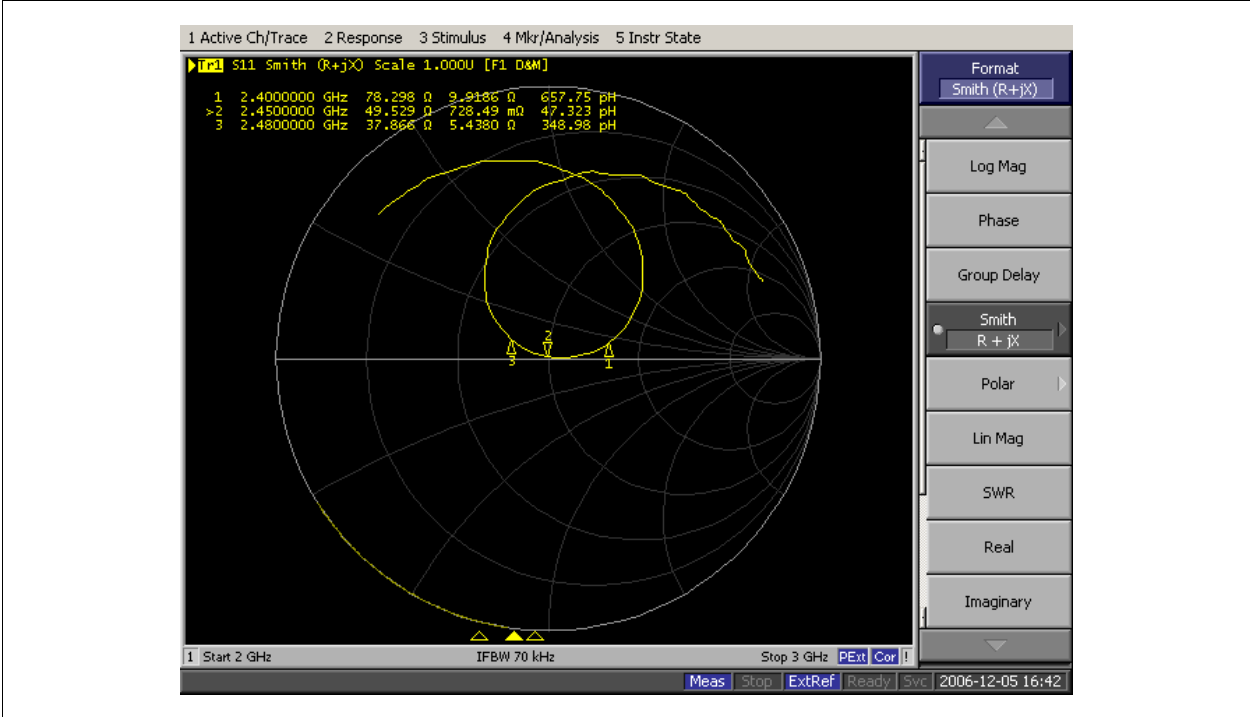 1 Active Ch/Trace 2 Response 3 Stimulus 4 Mkr/Analysis 5 Instr State
Tr1 S11 Smith (R+jX) Scale 1.000U [F1 D&M]
1 2.4000000 GHz 78.298 Ω 9.9186 Ω 657.75 pH
>2 2.4500000 GHz 49.529 Ω 728.49 mΩ 47.323 pH
3 2.4800000 GHz 37.866 Ω 5.4380 Ω 348.98 pH
2
3
1
1 Start 2 GHz IFBW 70 kHz Stop 3 GHz PExt Cor !
Meas Stop ExtRef Ready Svc 2006-12-05 16:42
Format
Smith (R+jX)
Log Mag
Phase
Group Delay
Smith
R + jX
Polar
Lin Mag
SWR
Real
Imaginary